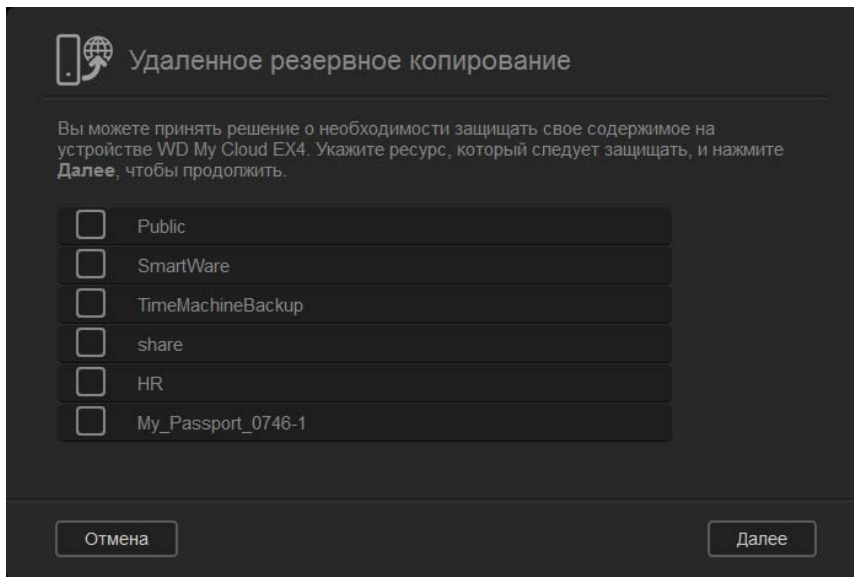 Удаленное резервное копирование
Вы можете принять решение о необходимости защищать свое содержимое на
устройстве WD My Cloud EX4. Укажите ресурс, который следует защищать, и нажмите
Далее, чтобы продолжить.
Public
SmartWare
TimeMachineBackup
share
HR
My_Passport_0746-1
Отмена
Далее